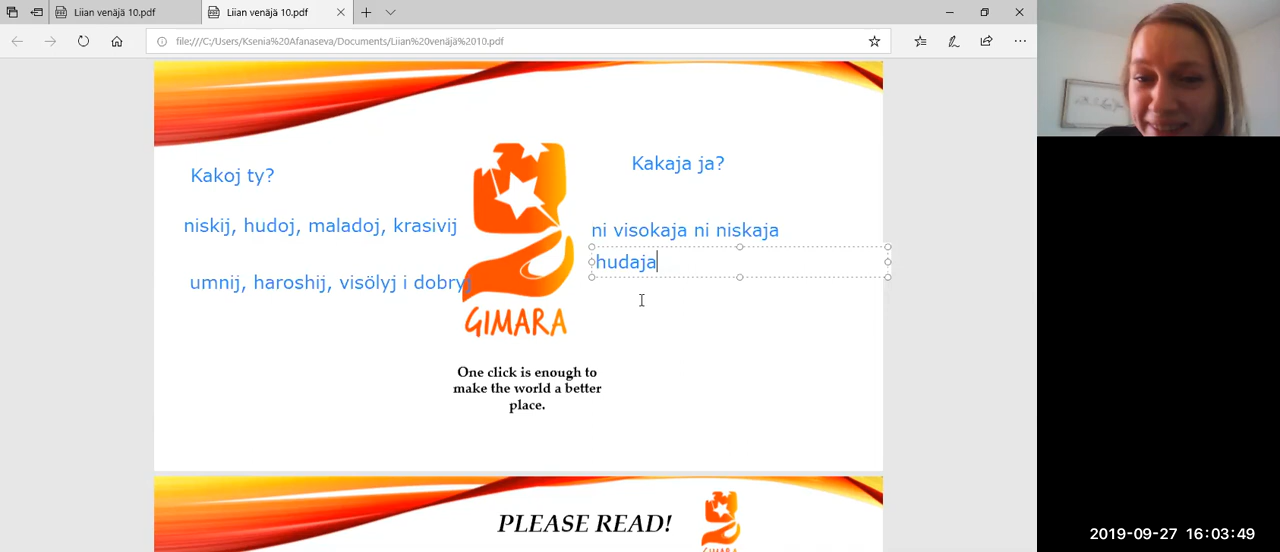 Liian venäjä 10.pdf
Liian venäjä 10.pdf
file:///C:/Users/Ksenia%20Afanaseva/Documents/Liian%20venäjä%2010.pdf
Kakoj ty?
Kakaja ja?
niskij, hudoj, maladoj, krasivij
ni visokaja ni niskaja
hudaja
umnij, haroshij, visölyj i dobryj
GIMARA
One click is enough to
make the world a better
place.
PLEASE READ!
GIMARA
2019-09-27 16:03:49